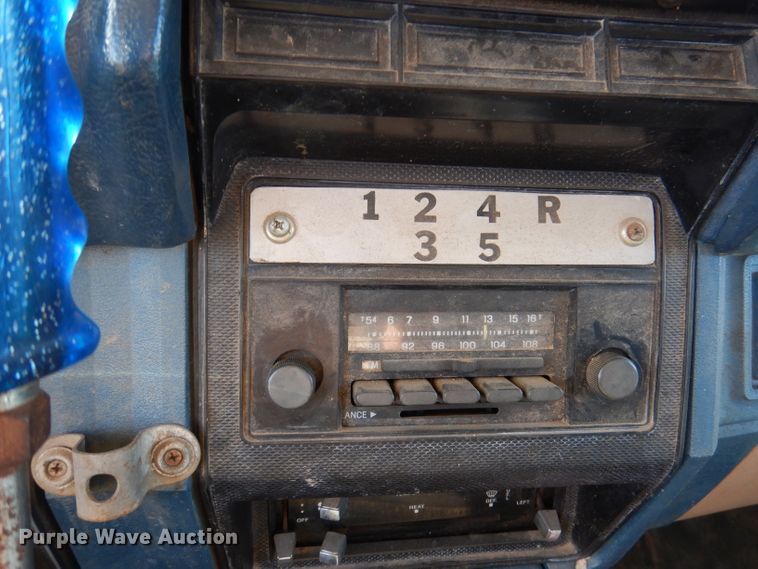 1 2 4 R
3 5
54 6 7 9 11 13 15 16
88 92 96 100 104 108
ANCE ▶
HEAT
DEF.
OFF
LEFT
Purple Wave Auction